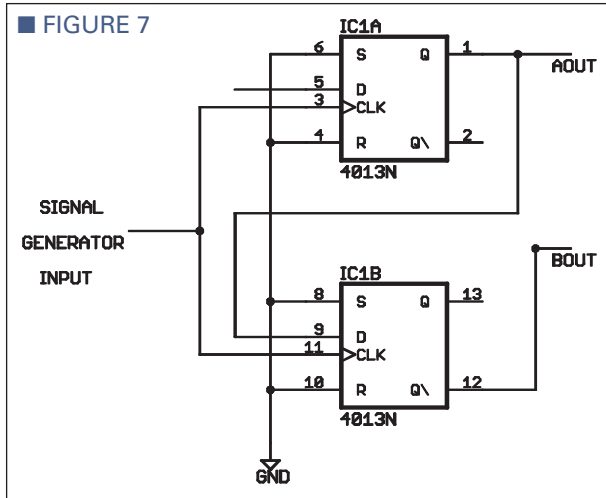 ■ FIGURE 7
IC1A
6 S Q 1
AOUT
5 D
3 CLK
4 R Q\ 2
4013N
SIGNAL
GENERATOR
INPUT
IC1B
BOUT
8 S Q 13
9 D
11 CLK
10 R Q\ 12
4013N
GND